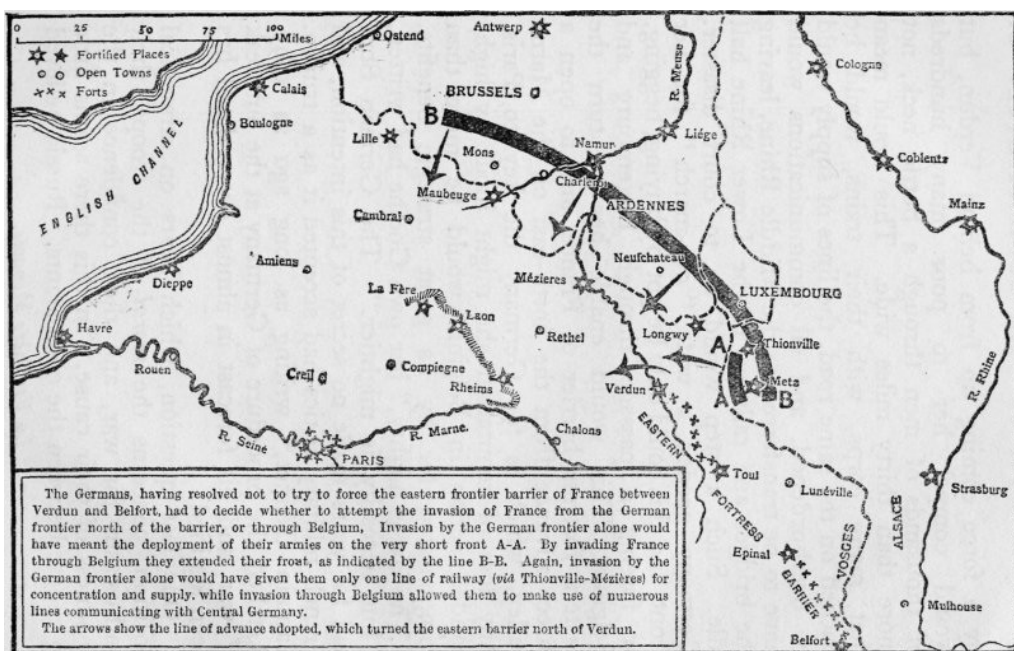 0 25 50 75 100
Miles
Fortified Places
Open Towns
Forts
Ostend
Antwerp
Calais
Boulogne
BRUSSELS
R. Meuse
Cologne
ENGLISH CHANNEL
Lille
B
Mons
Namur
Liége
Charleroi
Maubeuge
ARDENNES
Coblentz
Cambrai
Mainz
Dieppe
Amiens
Mézieres
Neufchateau
LUXEMBOURG
La Fère
Laon
Rethel
Longwy
A
Thionville
Havre
Rouen
Creil
Compiegne
Rheims
Verdun
Metz
A
B
R. Rhine
R. Seine
PARIS
R. Marne.
Chalons
Toul
Lunéville
Strasburg
EASTERN
FORTRESS
BARRIER
Epinal
VOSGES
ALSACE
Mulhouse
Belfort
The Germans, having resolved not to try to force the eastern frontier barrier of France between
Verdun and Belfort, had to decide whether to attempt the invasion of France from the German
frontier north of the barrier, or through Belgium, Invasion by the German frontier alone would
have meant the deployment of their armies on the very short front A-A. By invading France
through Belgium they extended their front, as indicated by the line B-B. Again, invasion by the
German frontier alone would have given them only one line of railway (via Thionville-Mézières) for
concentration and supply, while invasion through Belgium allowed them to make use of numerous
lines communicating with Central Germany.
The arrows show the line of advance adopted, which turned the eastern barrier north of Verdun.